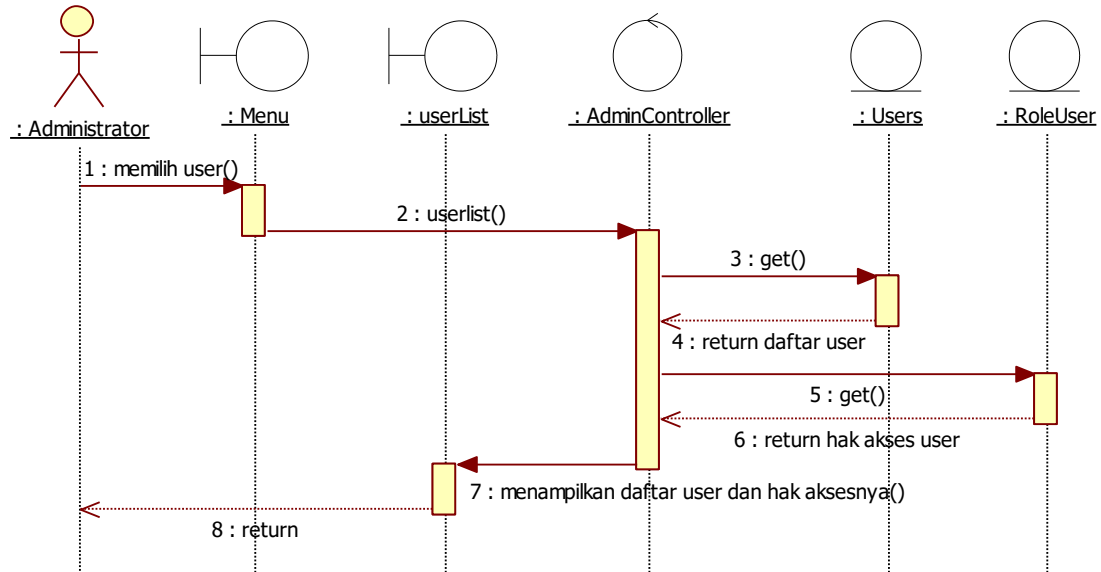 : Administrator
: Menu
: userList
: AdminController
: Users
: RoleUser
1 : memilih user()
2 : userlist()
3 : get()
4 : return daftar user
5 : get()
6 : return hak akses user
7 : menampilkan daftar user dan hak aksesnya()
8 : return